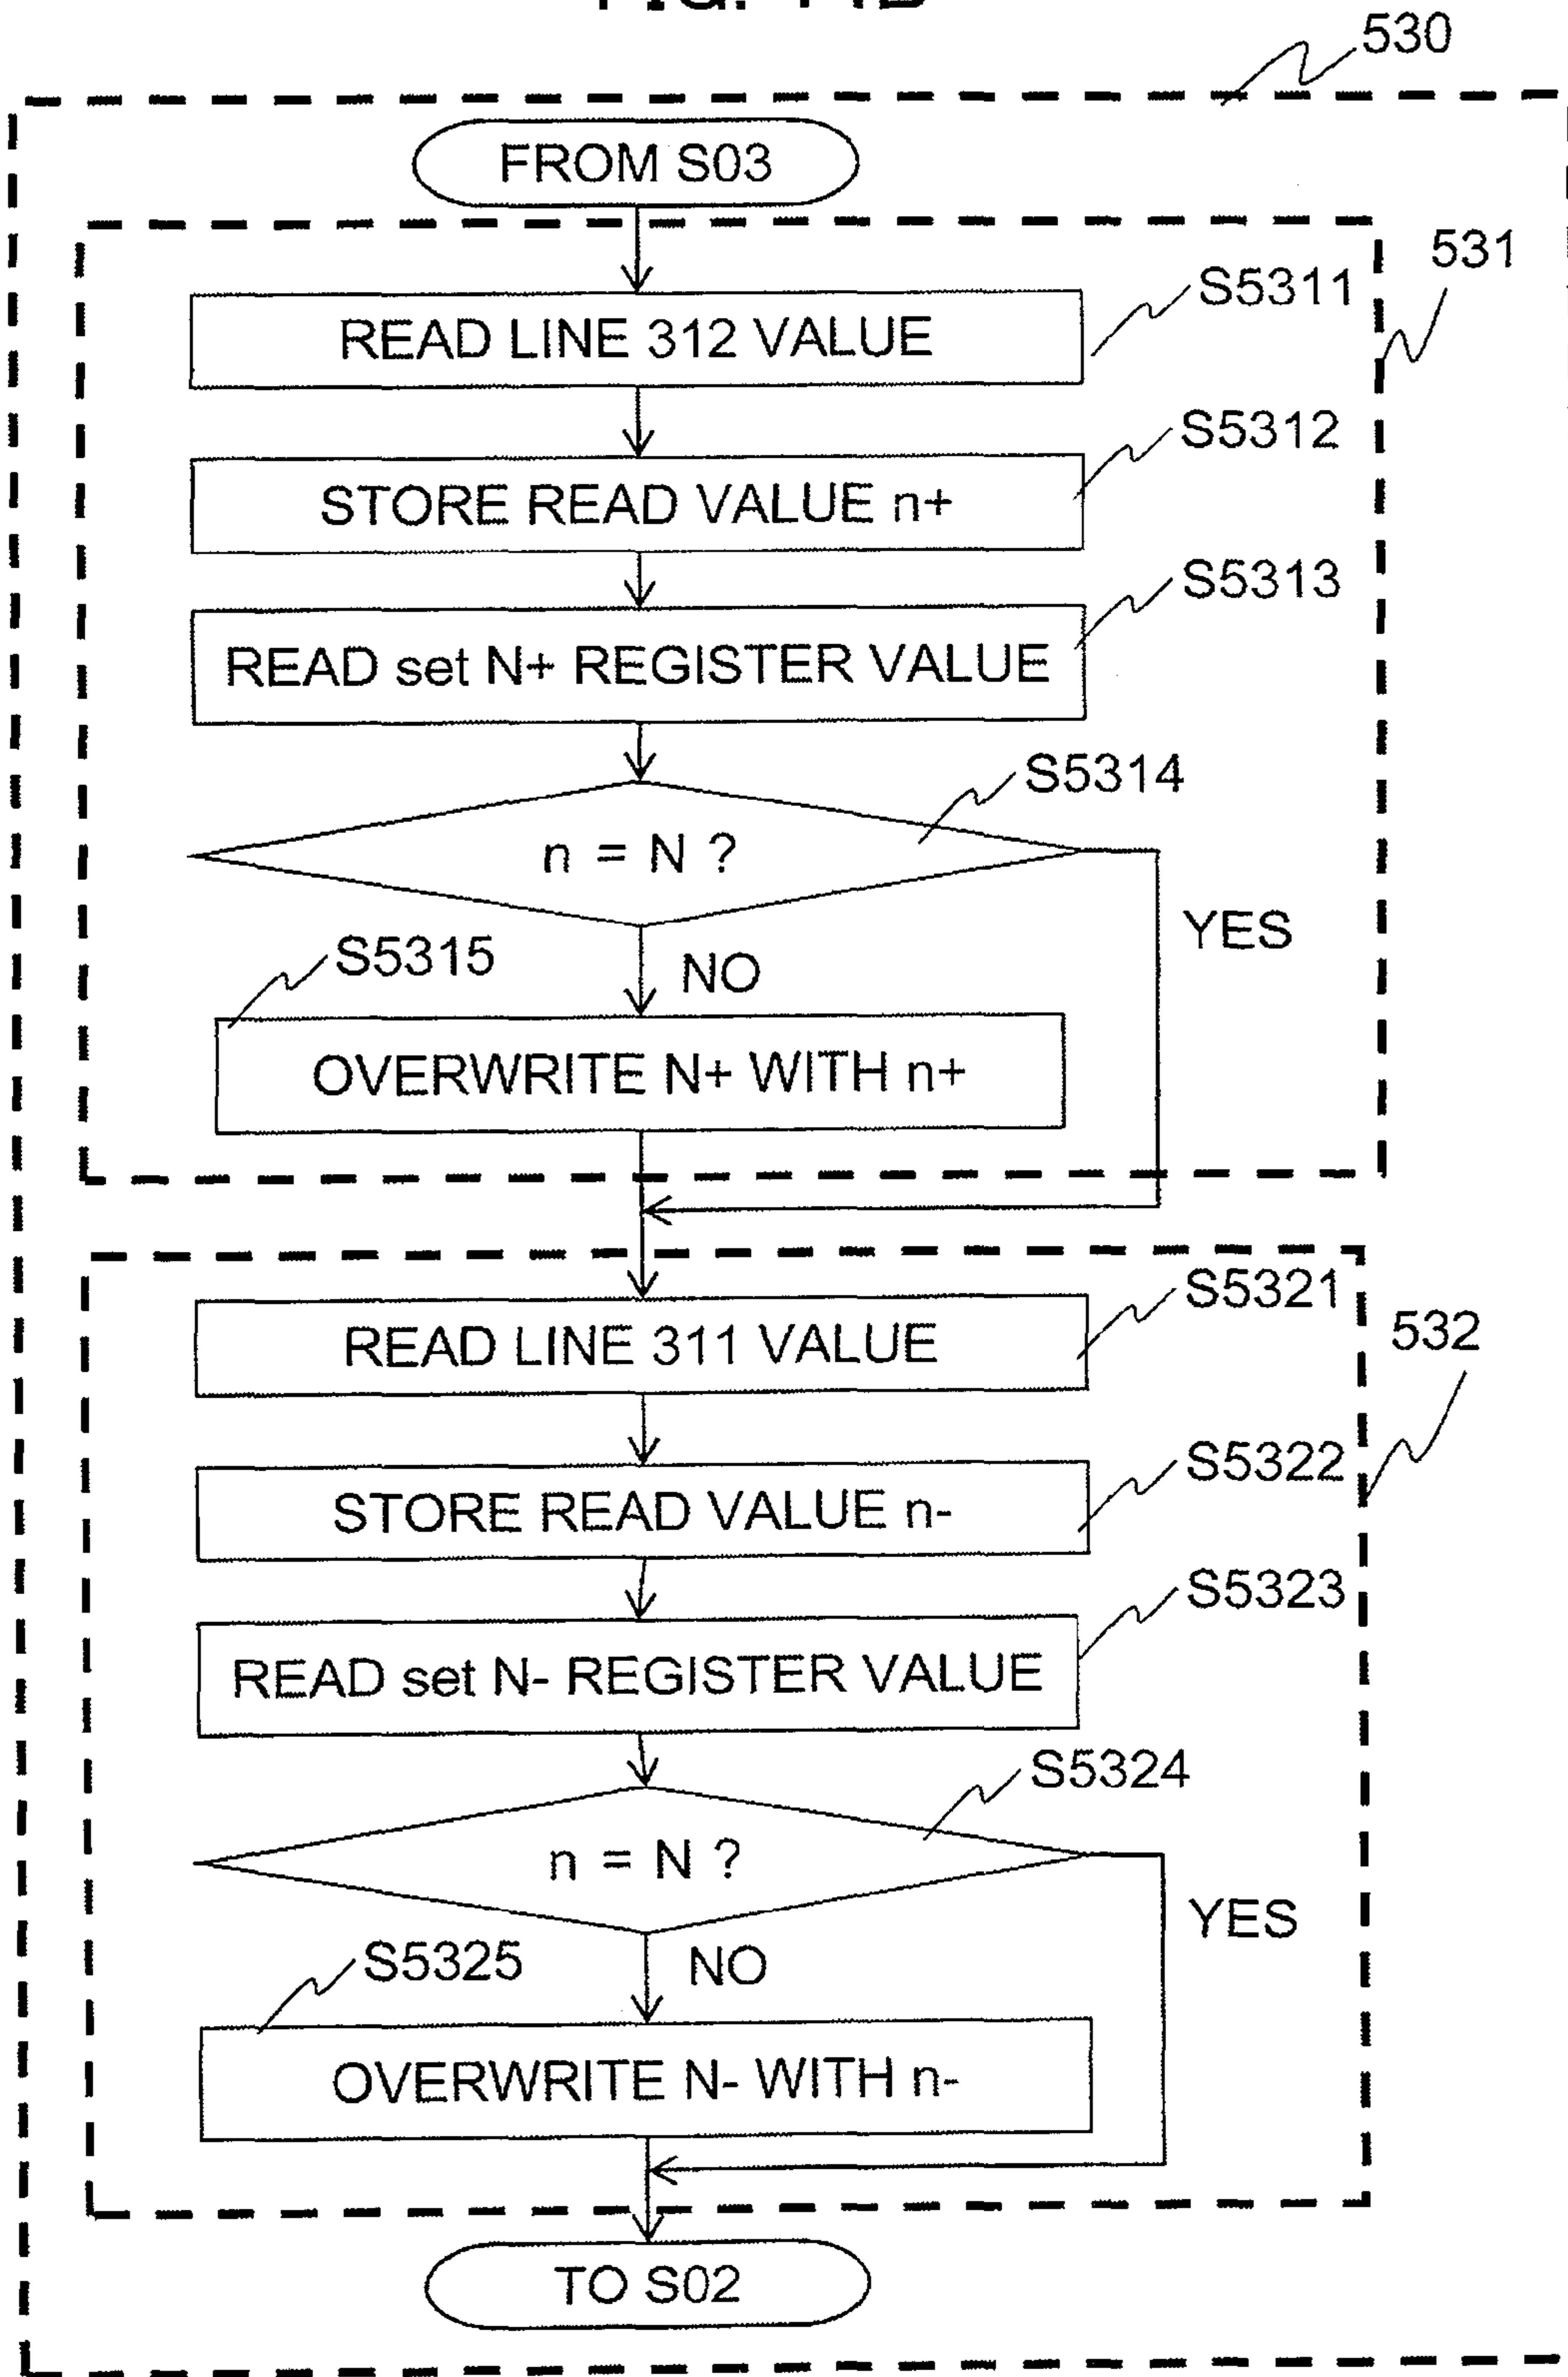 530
FROM S03
531
S5311
READ LINE 312 VALUE
S5312
STORE READ VALUE n+
S5313
READ set N+ REGISTER VALUE
S5314
n = N ?
YES
S5315
NO
OVERWRITE N+ WITH n+
S5321
532
READ LINE 311 VALUE
S5322
STORE READ VALUE n-
S5323
READ set N- REGISTER VALUE
S5324
n = N ?
YES
S5325
NO
OVERWRITE N- WITH n-
TO S02